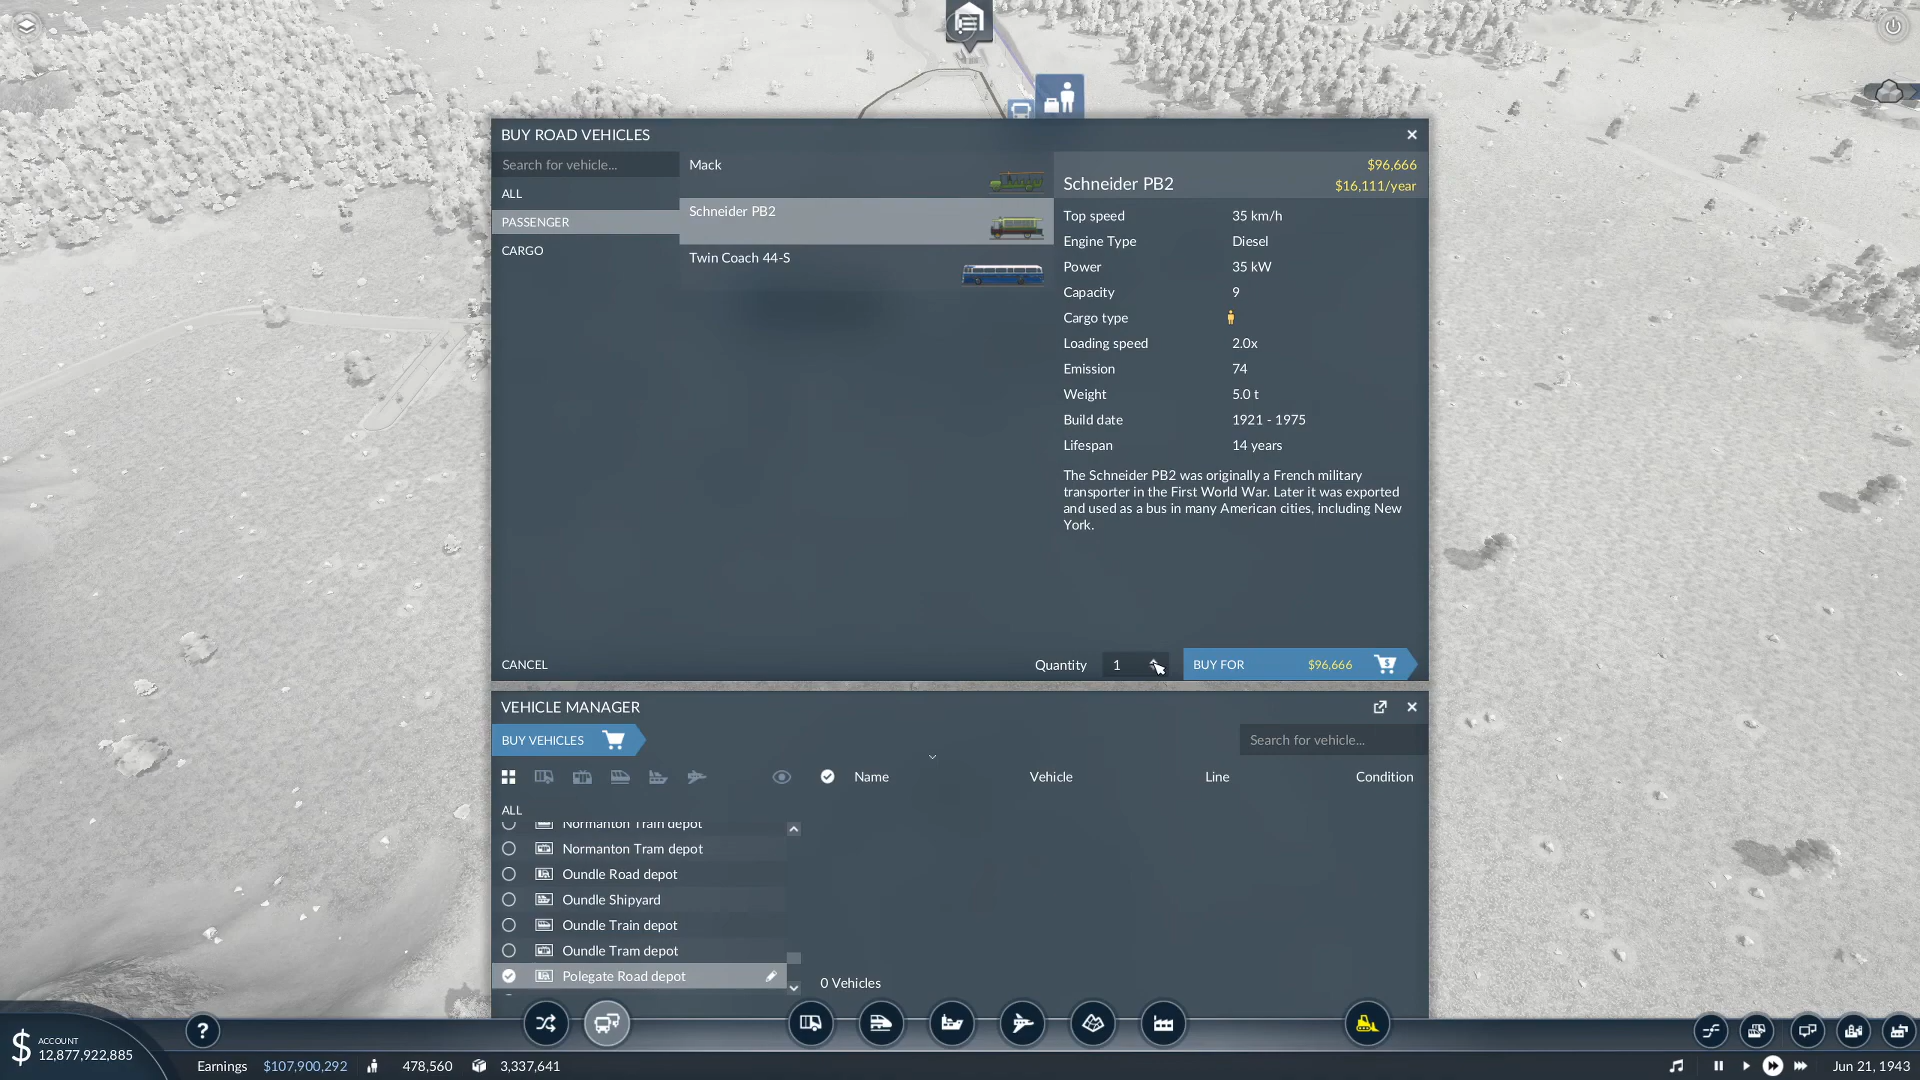 BUY ROAD VEHICLES
Search for vehicle...
ALL
PASSENGER
CARGO
Mack
Schneider PB2
Twin Coach 44-S
$96,666
Schneider PB2
$16,111/year
Top speed 35 km/h
Engine Type Diesel
Power 35 kW
Capacity 9
Cargo type
Loading speed 2.0x
Emission 74
Weight 5.0 t
Build date 1921 - 1975
Lifespan 14 years
The Schneider PB2 was originally a French military
transporter in the First World War. Later it was exported
and used as a bus in many American cities, including New
York.
CANCEL
Quantity 1
BUY FOR $96,666
VEHICLE MANAGER
BUY VEHICLES
Search for vehicle...
Name Vehicle Line Condition
ALL
Normanton Train depot
Normanton Tram depot
Oundle Road depot
Oundle Shipyard
Oundle Train depot
Oundle Tram depot
Polegate Road depot
0 Vehicles
?
$ ACCOUNT
12,877,922,885
Earnings $107,900,292 478,560 3,337,641
Jun 21, 1943